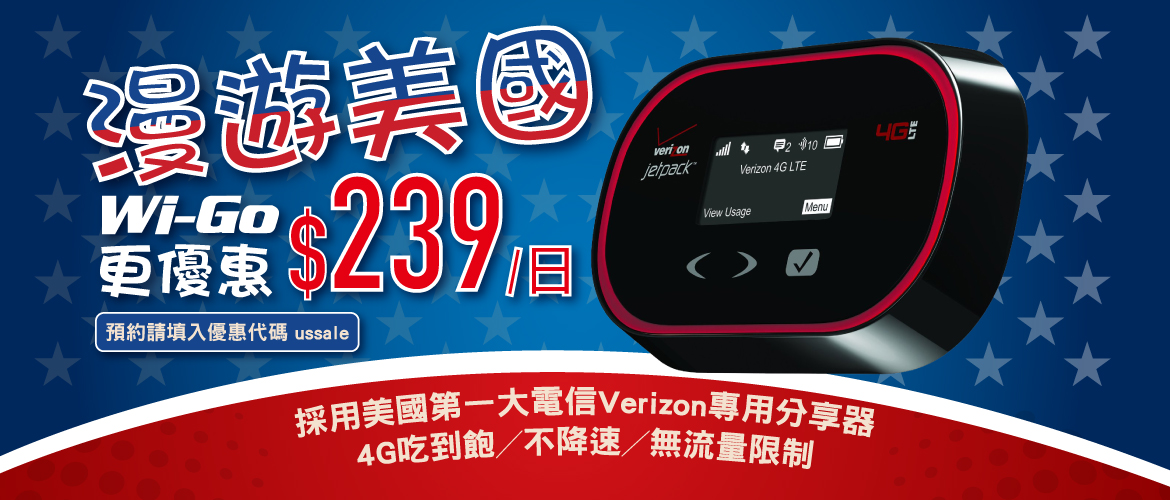 漫遊美國
Wi-Go
更優惠
$239/日
預約請填入優惠代碼 ussale
verizon
jetpack™
4G LTE
2
10
Verizon 4G LTE
View Usage
Menu
採用美國第一大電信Verizon專用分享器
4G吃到飽/不降速/無流量限制